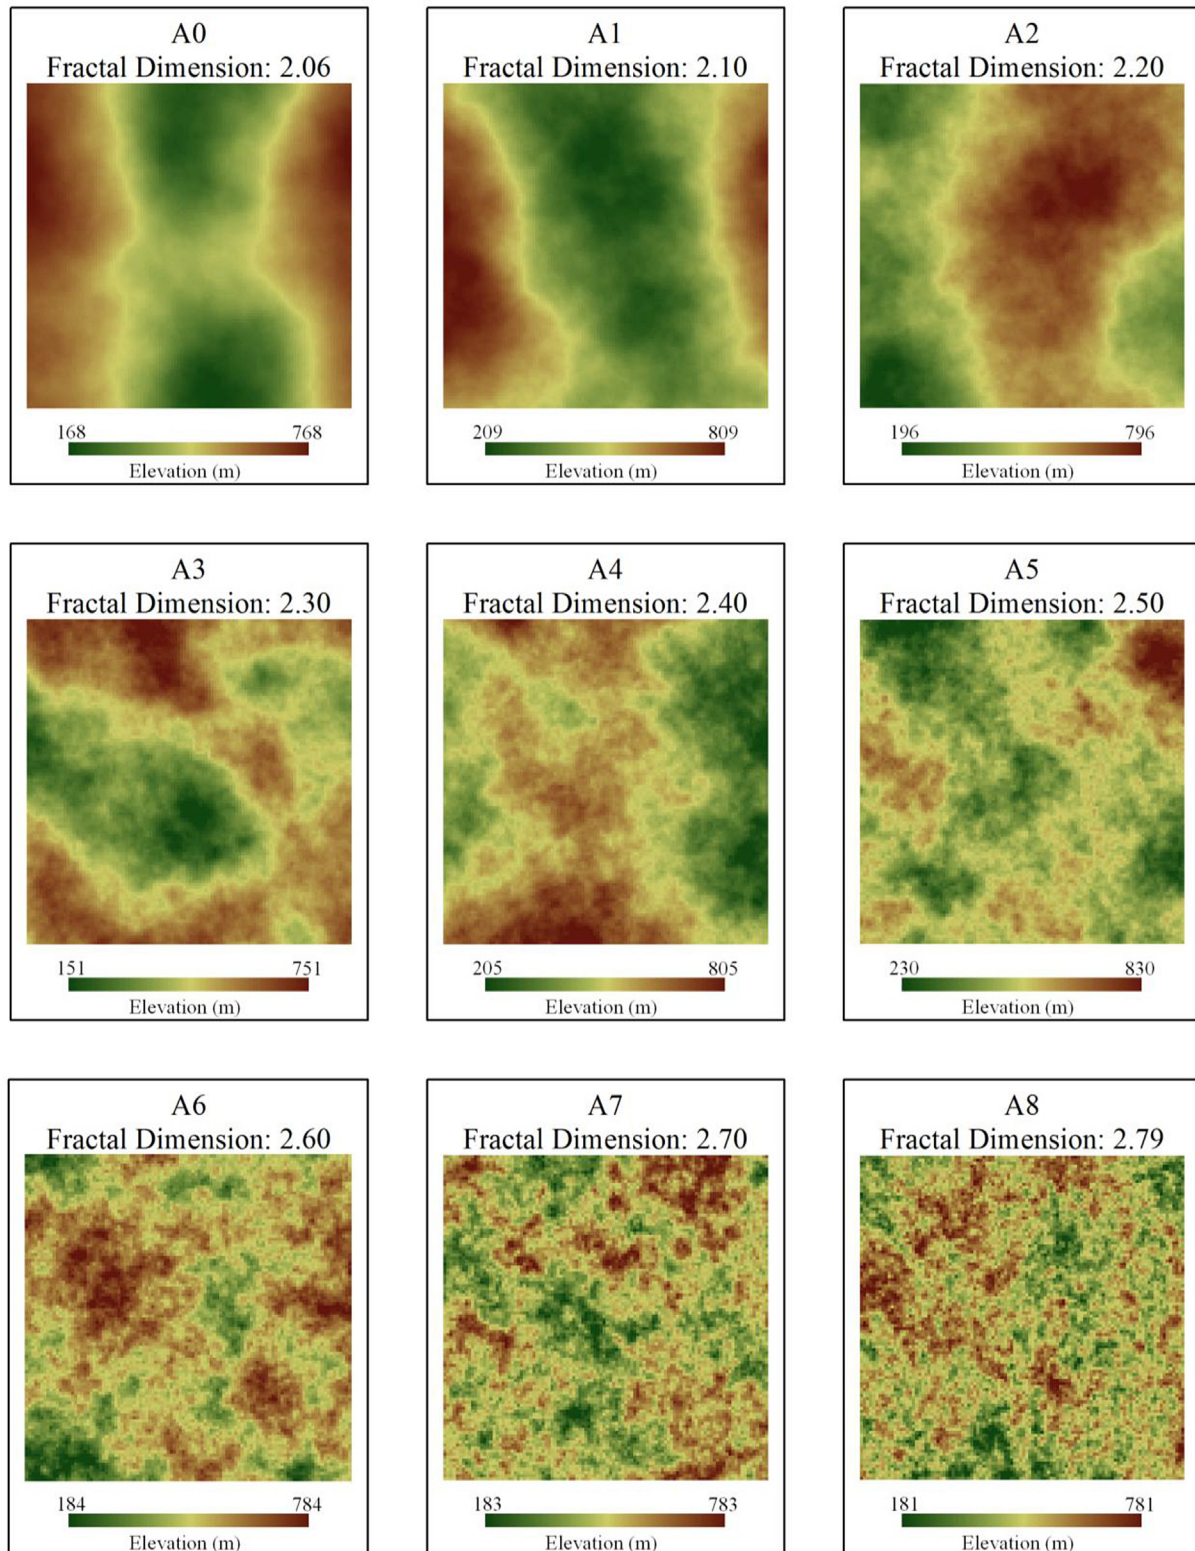 A0
Fractal Dimension: 2.06
168 768
Elevation (m)
A1
Fractal Dimension: 2.10
209 809
Elevation (m)
A2
Fractal Dimension: 2.20
196 796
Elevation (m)
A3
Fractal Dimension: 2.30
151 751
Elevation (m)
A4
Fractal Dimension: 2.40
205 805
Elevation (m)
A5
Fractal Dimension: 2.50
230 830
Elevation (m)
A6
Fractal Dimension: 2.60
184 784
Elevation (m)
A7
Fractal Dimension: 2.70
183 783
Elevation (m)
A8
Fractal Dimension: 2.79
181 781
Elevation (m)